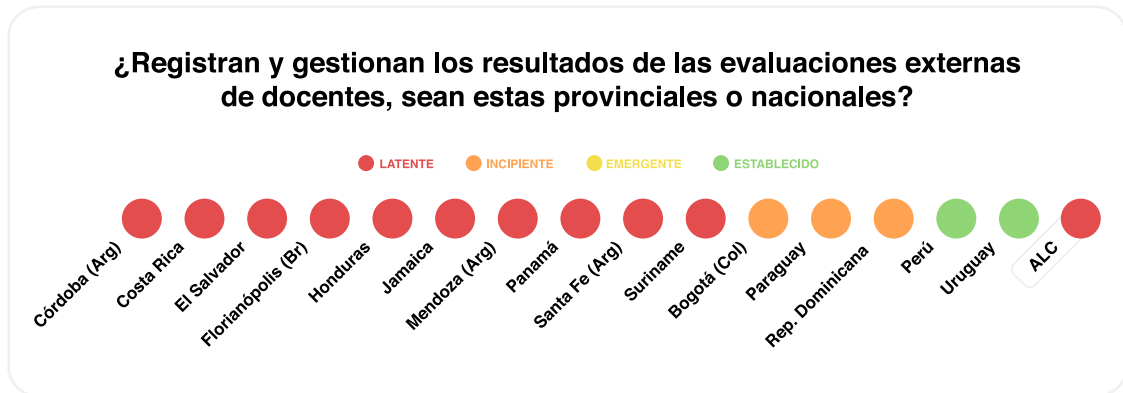 ¿Registran y gestionan los resultados de las evaluaciones externas
de docentes, sean estas provinciales o nacionales?
LATENTE
INCIPIENTE
EMERGENTE
ESTABLECIDO
Córdoba (Arg)
Costa Rica
El Salvador
Florianópolis (Br)
Honduras
Jamaica
Mendoza (Arg)
Panamá
Santa Fe (Arg)
Suriname
Bogotá (Col)
Paraguay
Rep. Dominicana
Perú
Uruguay
ALC